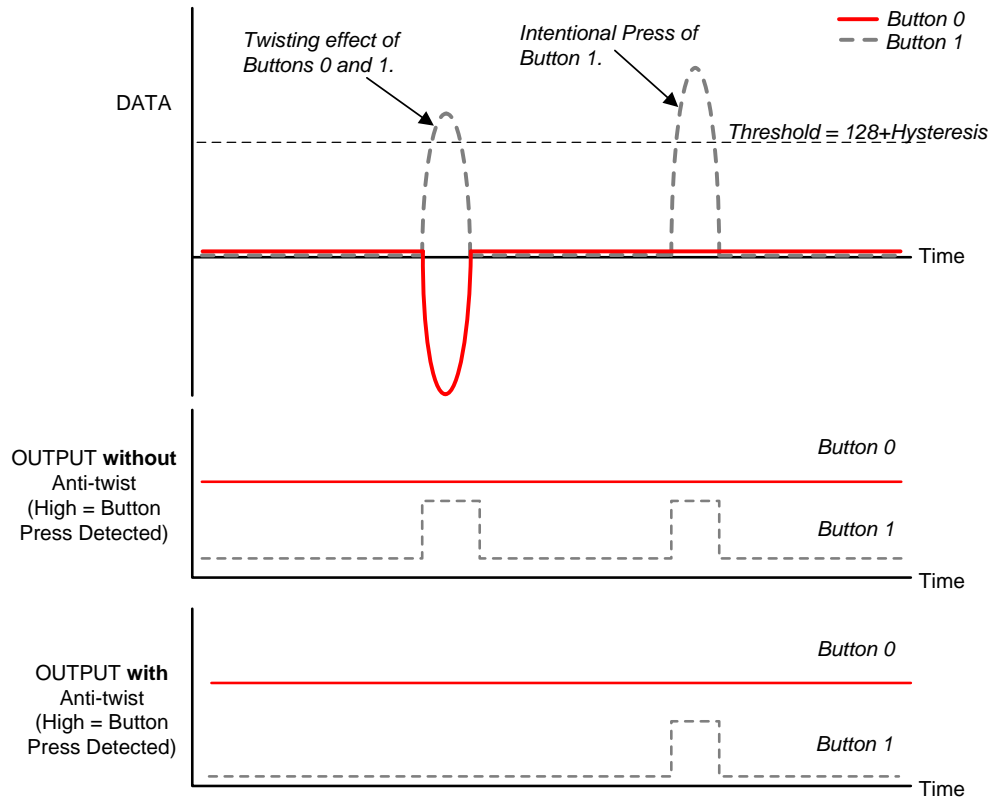 Button 0
Button 1
Twisting effect of
Buttons 0 and 1.
Intentional Press of
Button 1.
DATA
Threshold = 128+Hysteresis
Time
OUTPUT without
Anti-twist
(High = Button
Press Detected)
Button 0
Button 1
Time
OUTPUT with
Anti-twist
(High = Button
Press Detected)
Button 0
Button 1
Time